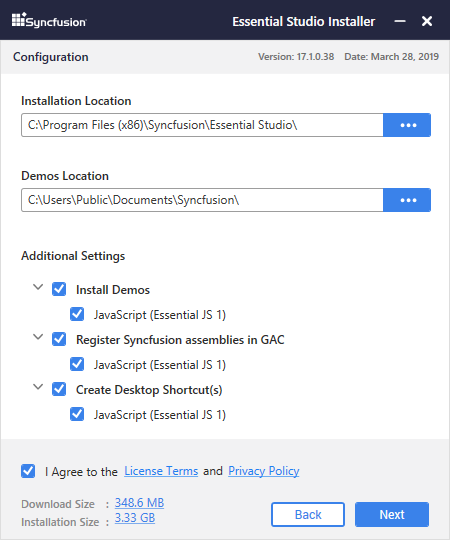 Syncfusion Essential Studio Installer
Configuration Version: 17.1.0.38 Date: March 28, 2019
Installation Location
C:\Program Files (x86)\Syncfusion\Essential Studio\
Demos Location
C:\Users\Public\Documents\Syncfusion\
Additional Settings
Install Demos
JavaScript (Essential JS 1)
Register Syncfusion assemblies in GAC
JavaScript (Essential JS 1)
Create Desktop Shortcut(s)
JavaScript (Essential JS 1)
I Agree to the License Terms and Privacy Policy
Download Size : 348.6 MB
Installation Size : 3.33 GB
Back Next